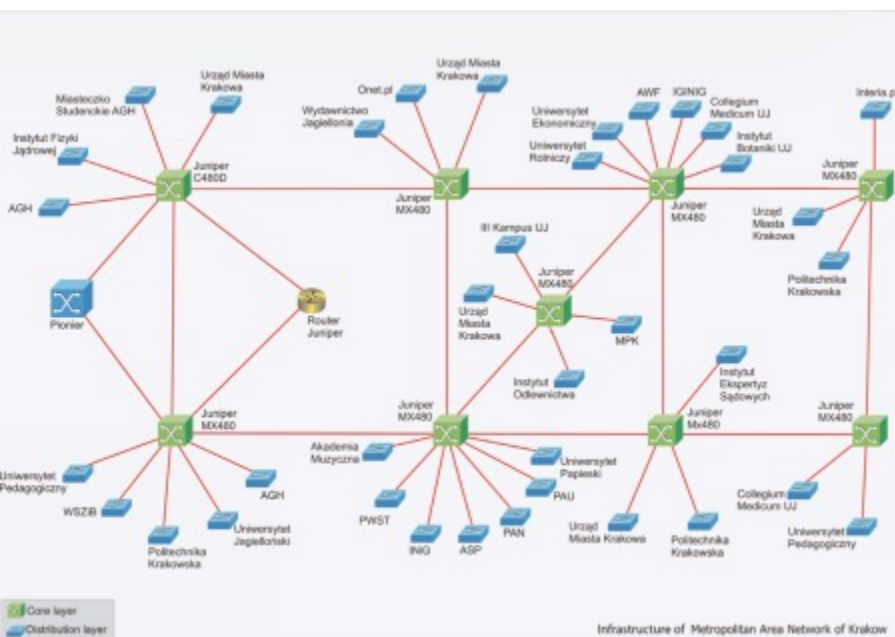 Urząd Miasta
Krakowa
Miasteczko
Studenckie AGH
Instytut Fizyki
Jądrowej
AGH
Juniper
C480D
Urząd Miasta
Krakowa
Onet.pl
Wydawnictwo
Jagiellonia
Juniper
MX480
AWF
IGINIG
Collegium
Medicum UJ
Uniwersytet
Ekonomiczny
Instytut
Botaniki UJ
Uniwersytet
Rolniczy
Juniper
MX480
Interia.p
Juniper
MX480
Urząd
Miasta
Krakowa
Politechnika
Krakowska
III Kampus UJ
Juniper
MX480
Urząd
Miasta
Krakowa
MPK
Instytut
Odlewnictwa
Pionier
Router
Juniper
Juniper
MX480
Uniwersytet
Pedagogiczny
WSZiB
Politechnika
Krakowska
Uniwersytet
Jagielloński
AGH
Juniper
MX480
Akademia
Muzyczna
PWST
INIG
ASP
PAN
PAU
Uniwersytet
Papieski
Instytut
Ekspertyz
Sądowych
Juniper
Mx480
Urząd
Miasta Krakowa
Politechnika
Krakowska
Juniper
MX480
Collegium
Medicum UJ
Uniwersytet
Pedagogiczny
Core layer
Distribution layer
Infrastructure of Metropolitan Area Network of Krakow